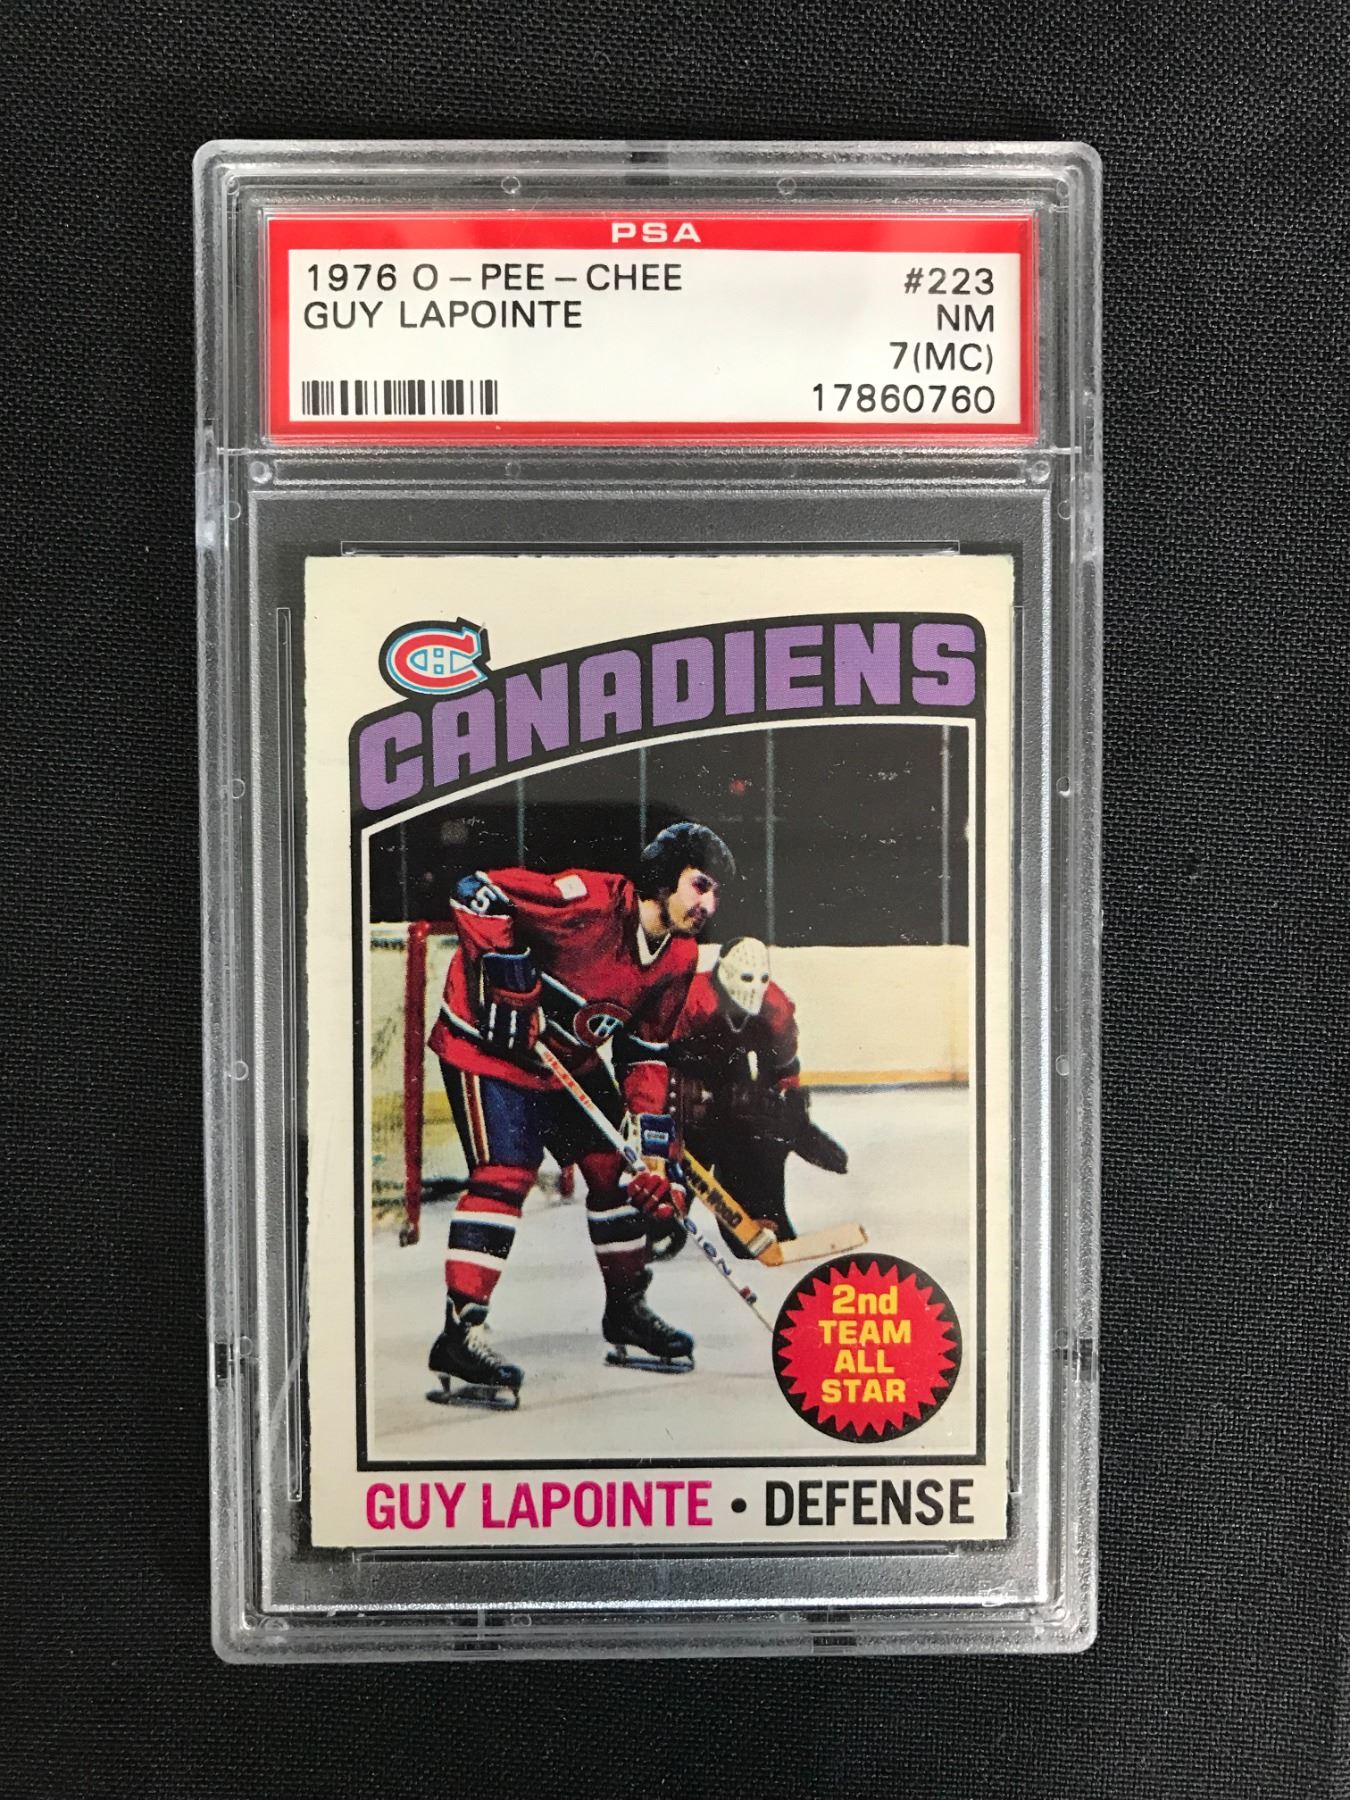 PSA
1976 O-PEE-CHEE #223
GUY LAPOINTE NM
7(MC)
17860760
CANADIENS
5
2nd
TEAM
ALL
STAR
GUY LAPOINTE • DEFENSE